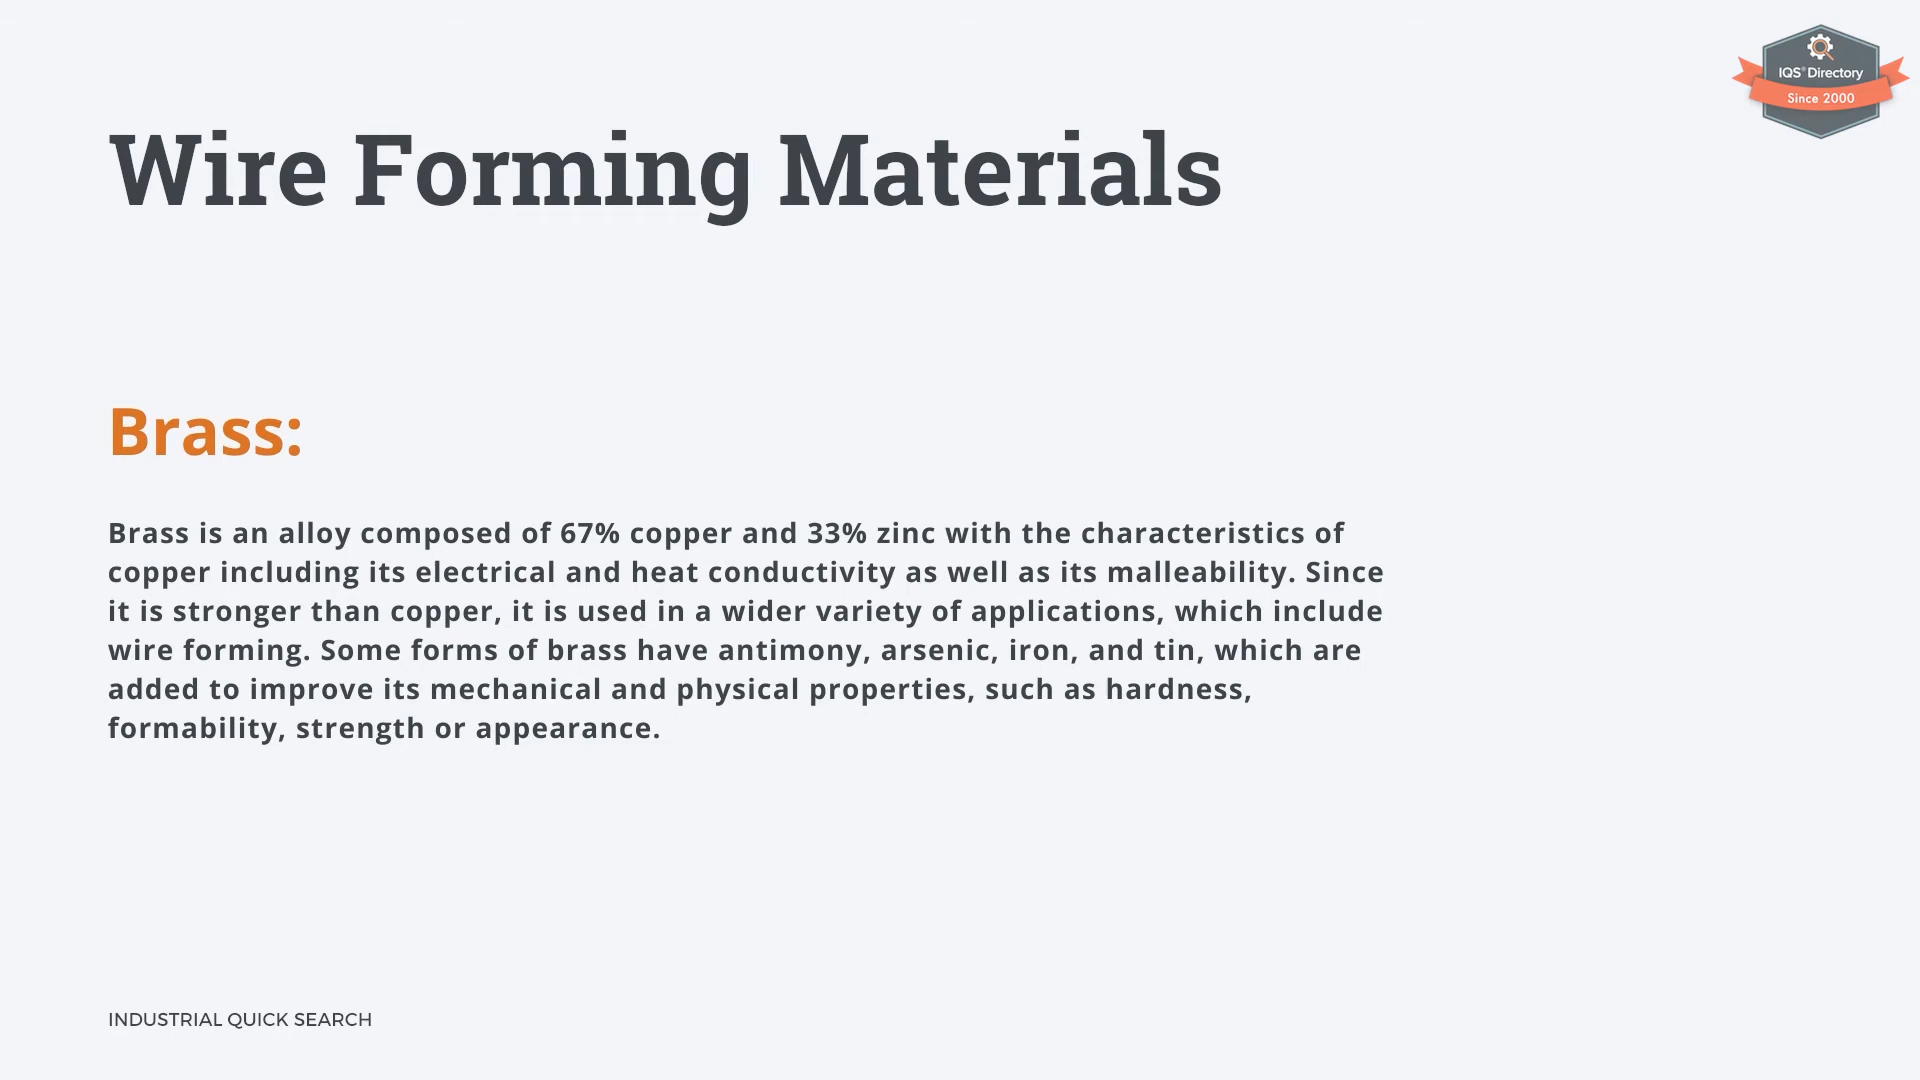 IQS® Directory
Since 2000
Wire Forming Materials
Brass:
Brass is an alloy composed of 67% copper and 33% zinc with the characteristics of
copper including its electrical and heat conductivity as well as its malleability. Since
it is stronger than copper, it is used in a wider variety of applications, which include
wire forming. Some forms of brass have antimony, arsenic, iron, and tin, which are
added to improve its mechanical and physical properties, such as hardness,
formability, strength or appearance.
INDUSTRIAL QUICK SEARCH